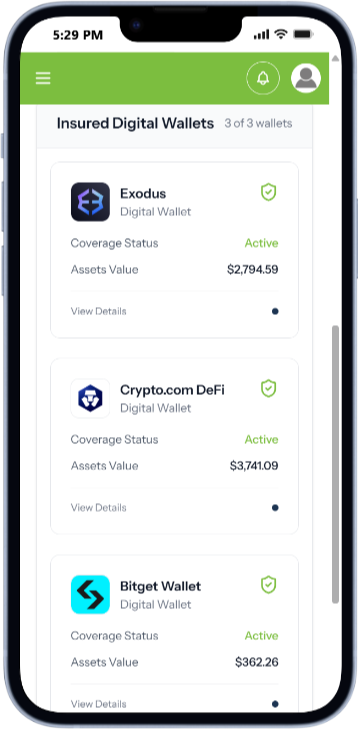 5:29 PM
Insured Digital Wallets 3 of 3 wallets
Exodus
Digital Wallet
Coverage Status Active
Assets Value $2,794.59
View Details
Crypto.com DeFi
Digital Wallet
Coverage Status Active
Assets Value $3,741.09
View Details
Bitget Wallet
Digital Wallet
Coverage Status Active
Assets Value $362.26
View Details